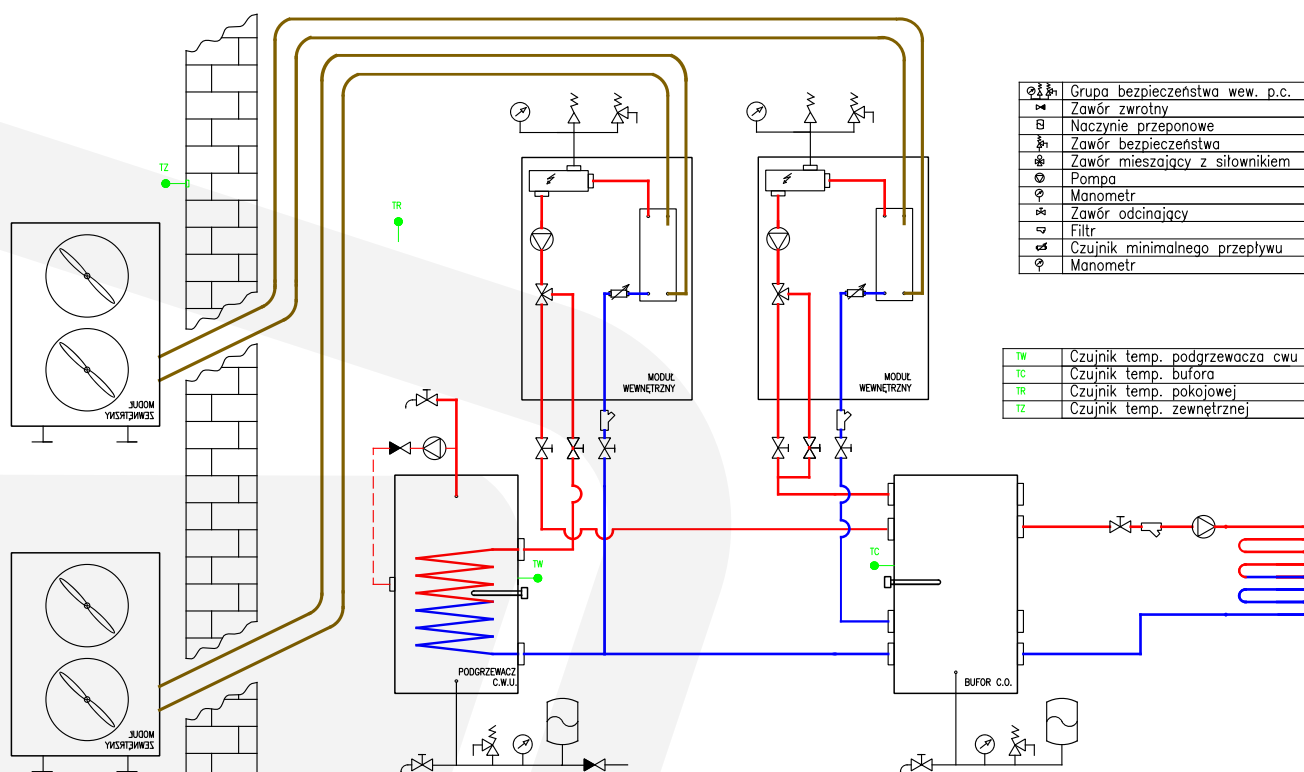 TZ
TR
MODUŁ
ZEWNĘTRZNY
MODUŁ
ZEWNĘTRZNY
MODUŁ
WEWNĘTRZNY
MODUŁ
WEWNĘTRZNY
Grupa bezpieczeństwa wew. p.c.
Zawór zwrotny
Naczynie przeponowe
Zawór bezpieczeństwa
Zawór mieszający z siłownikiem
Pompa
Manometr
Zawór odcinający
Filtr
Czujnik minimalnego przepływu
Manometr
TW Czujnik temp. podgrzewacza cwu
TC Czujnik temp. bufora
TR Czujnik temp. pokojowej
TZ Czujnik temp. zewnętrznej
TW
TC
PODGRZEWACZ
C.W.U.
BUFOR C.O.